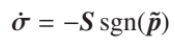 σ̇ = −S sgn(p̃)